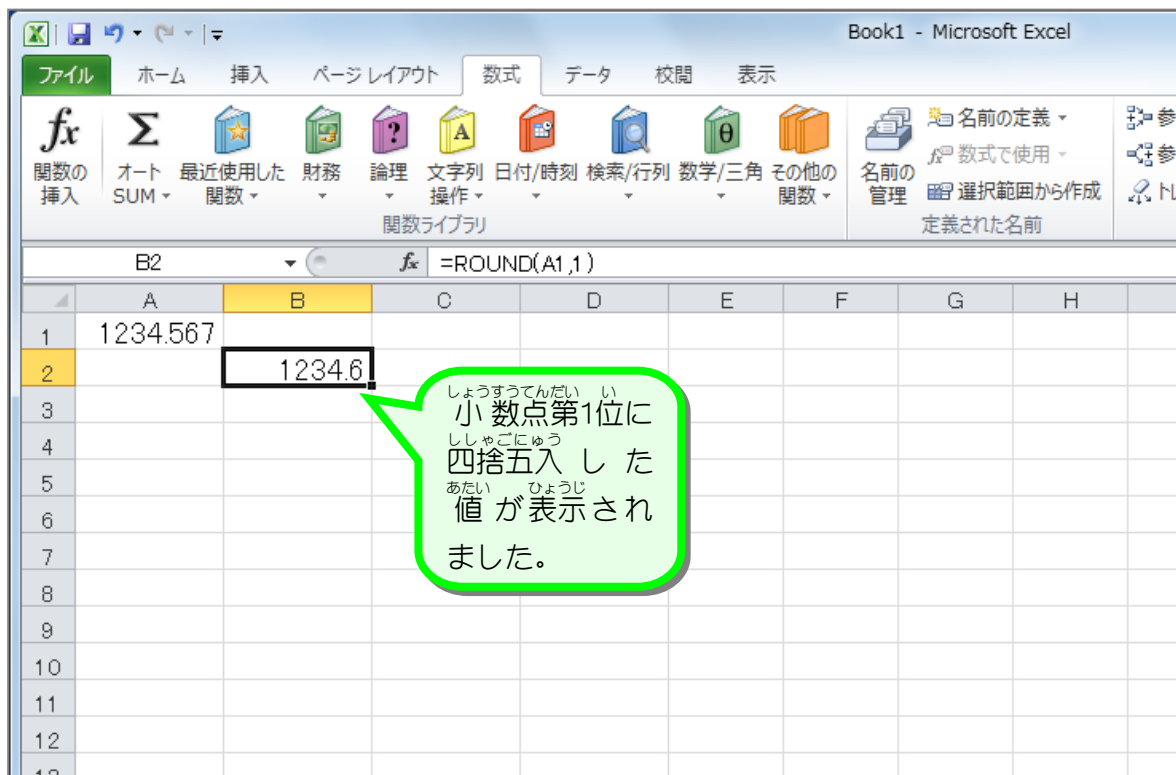 Book1 - Microsoft Excel
ファイル ホーム 挿入 ページ レイアウト 数式 データ 校閲 表示
fx Σ ? A θ
関数の 挿入
オート SUM
最近使用した 関数
財務
論理
文字列 操作
日付/時刻
検索/行列
数学/三角
その他の 関数
名前の 管理
名前の定義
数式で使用
選択範囲から作成
参
参
ト
関数ライブラリ 定義された名前
B2 fx =ROUND(A1,1)
A B C D E F G H
1 1234.567
2 1234.6
3
4
5
6
7
8
9
10
11
12
しょうすうてんだい い
小数点第1位に
ししゃごにゅう
四捨五入した
あたい ひょうじ
値が表示され
ました。